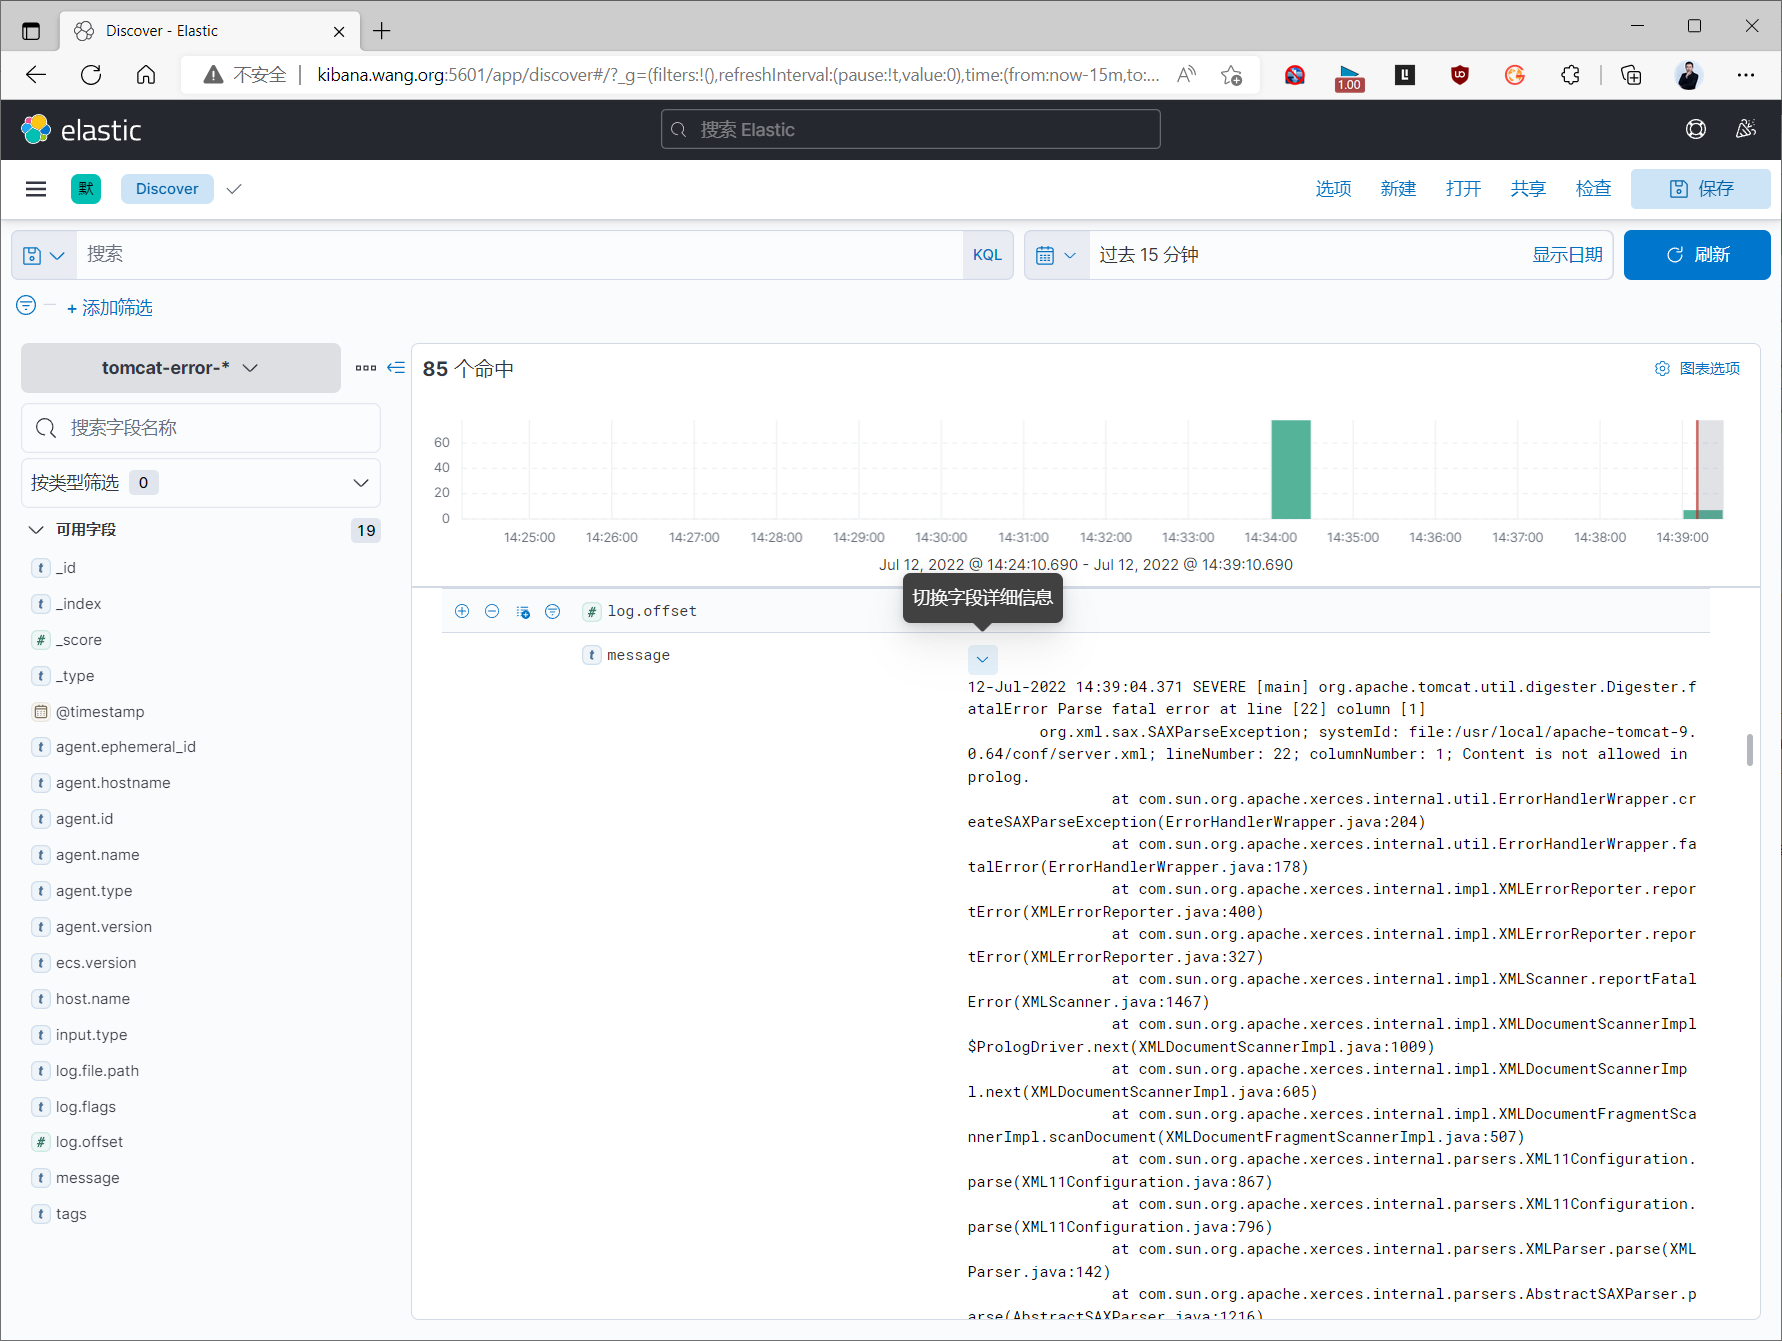 Discover - Elastic
不安全
kibana.wang.org:5601/app/discover#/?_g=(filters:!(),refreshInterval:(pause:!t,value:0),time:(from:now-15m,to:...
1.00
elastic
搜索 Elastic
默
Discover
选项
新建
打开
共享
检查
保存
搜索
KQL
过去 15 分钟
显示日期
刷新
+ 添加筛选
tomcat-error-*
搜索字段名称
按类型筛选 0
可用字段 19
t _id
t _index
# _score
t _type
@timestamp
t agent.ephemeral_id
t agent.hostname
t agent.id
t agent.name
t agent.type
t agent.version
t ecs.version
t host.name
t input.type
t log.file.path
t log.flags
# log.offset
t message
t tags
85 个命中
图表选项
60
40
20
0
14:25:00 14:26:00 14:27:00 14:28:00 14:29:00 14:30:00 14:31:00 14:32:00 14:33:00 14:34:00 14:35:00 14:36:00 14:37:00 14:38:00 14:39:00
Jul 12, 2022 @ 14:24:10.690 - Jul 12, 2022 @ 14:39:10.690
切换字段详细信息
# log.offset
t message
12-Jul-2022 14:39:04.371 SEVERE [main] org.apache.tomcat.util.digester.Digester.f
atalError Parse fatal error at line [22] column [1]
org.xml.sax.SAXParseException; systemId: file:/usr/local/apache-tomcat-9.
0.64/conf/server.xml; lineNumber: 22; columnNumber: 1; Content is not allowed in
prolog.
at com.sun.org.apache.xerces.internal.util.ErrorHandlerWrapper.cr
eateSAXParseException(ErrorHandlerWrapper.java:204)
at com.sun.org.apache.xerces.internal.util.ErrorHandlerWrapper.fa
talError(ErrorHandlerWrapper.java:178)
at com.sun.org.apache.xerces.internal.impl.XMLErrorReporter.repor
tError(XMLErrorReporter.java:400)
at com.sun.org.apache.xerces.internal.impl.XMLErrorReporter.repor
tError(XMLErrorReporter.java:327)
at com.sun.org.apache.xerces.internal.impl.XMLScanner.reportFatal
Error(XMLScanner.java:1467)
at com.sun.org.apache.xerces.internal.impl.XMLDocumentScannerImpl
$PrologDriver.next(XMLDocumentScannerImpl.java:1009)
at com.sun.org.apache.xerces.internal.impl.XMLDocumentScannerImp
l.next(XMLDocumentScannerImpl.java:605)
at com.sun.org.apache.xerces.internal.impl.XMLDocumentFragmentSca
nnerImpl.scanDocument(XMLDocumentFragmentScannerImpl.java:507)
at com.sun.org.apache.xerces.internal.parsers.XML11Configuration.
parse(XML11Configuration.java:867)
at com.sun.org.apache.xerces.internal.parsers.XML11Configuration.
parse(XML11Configuration.java:796)
at com.sun.org.apache.xerces.internal.parsers.XMLParser.parse(XML
Parser.java:142)
at com.sun.org.apache.xerces.internal.parsers.AbstractSAXParser.p
arse(AbstractSAXParser.java:1216)